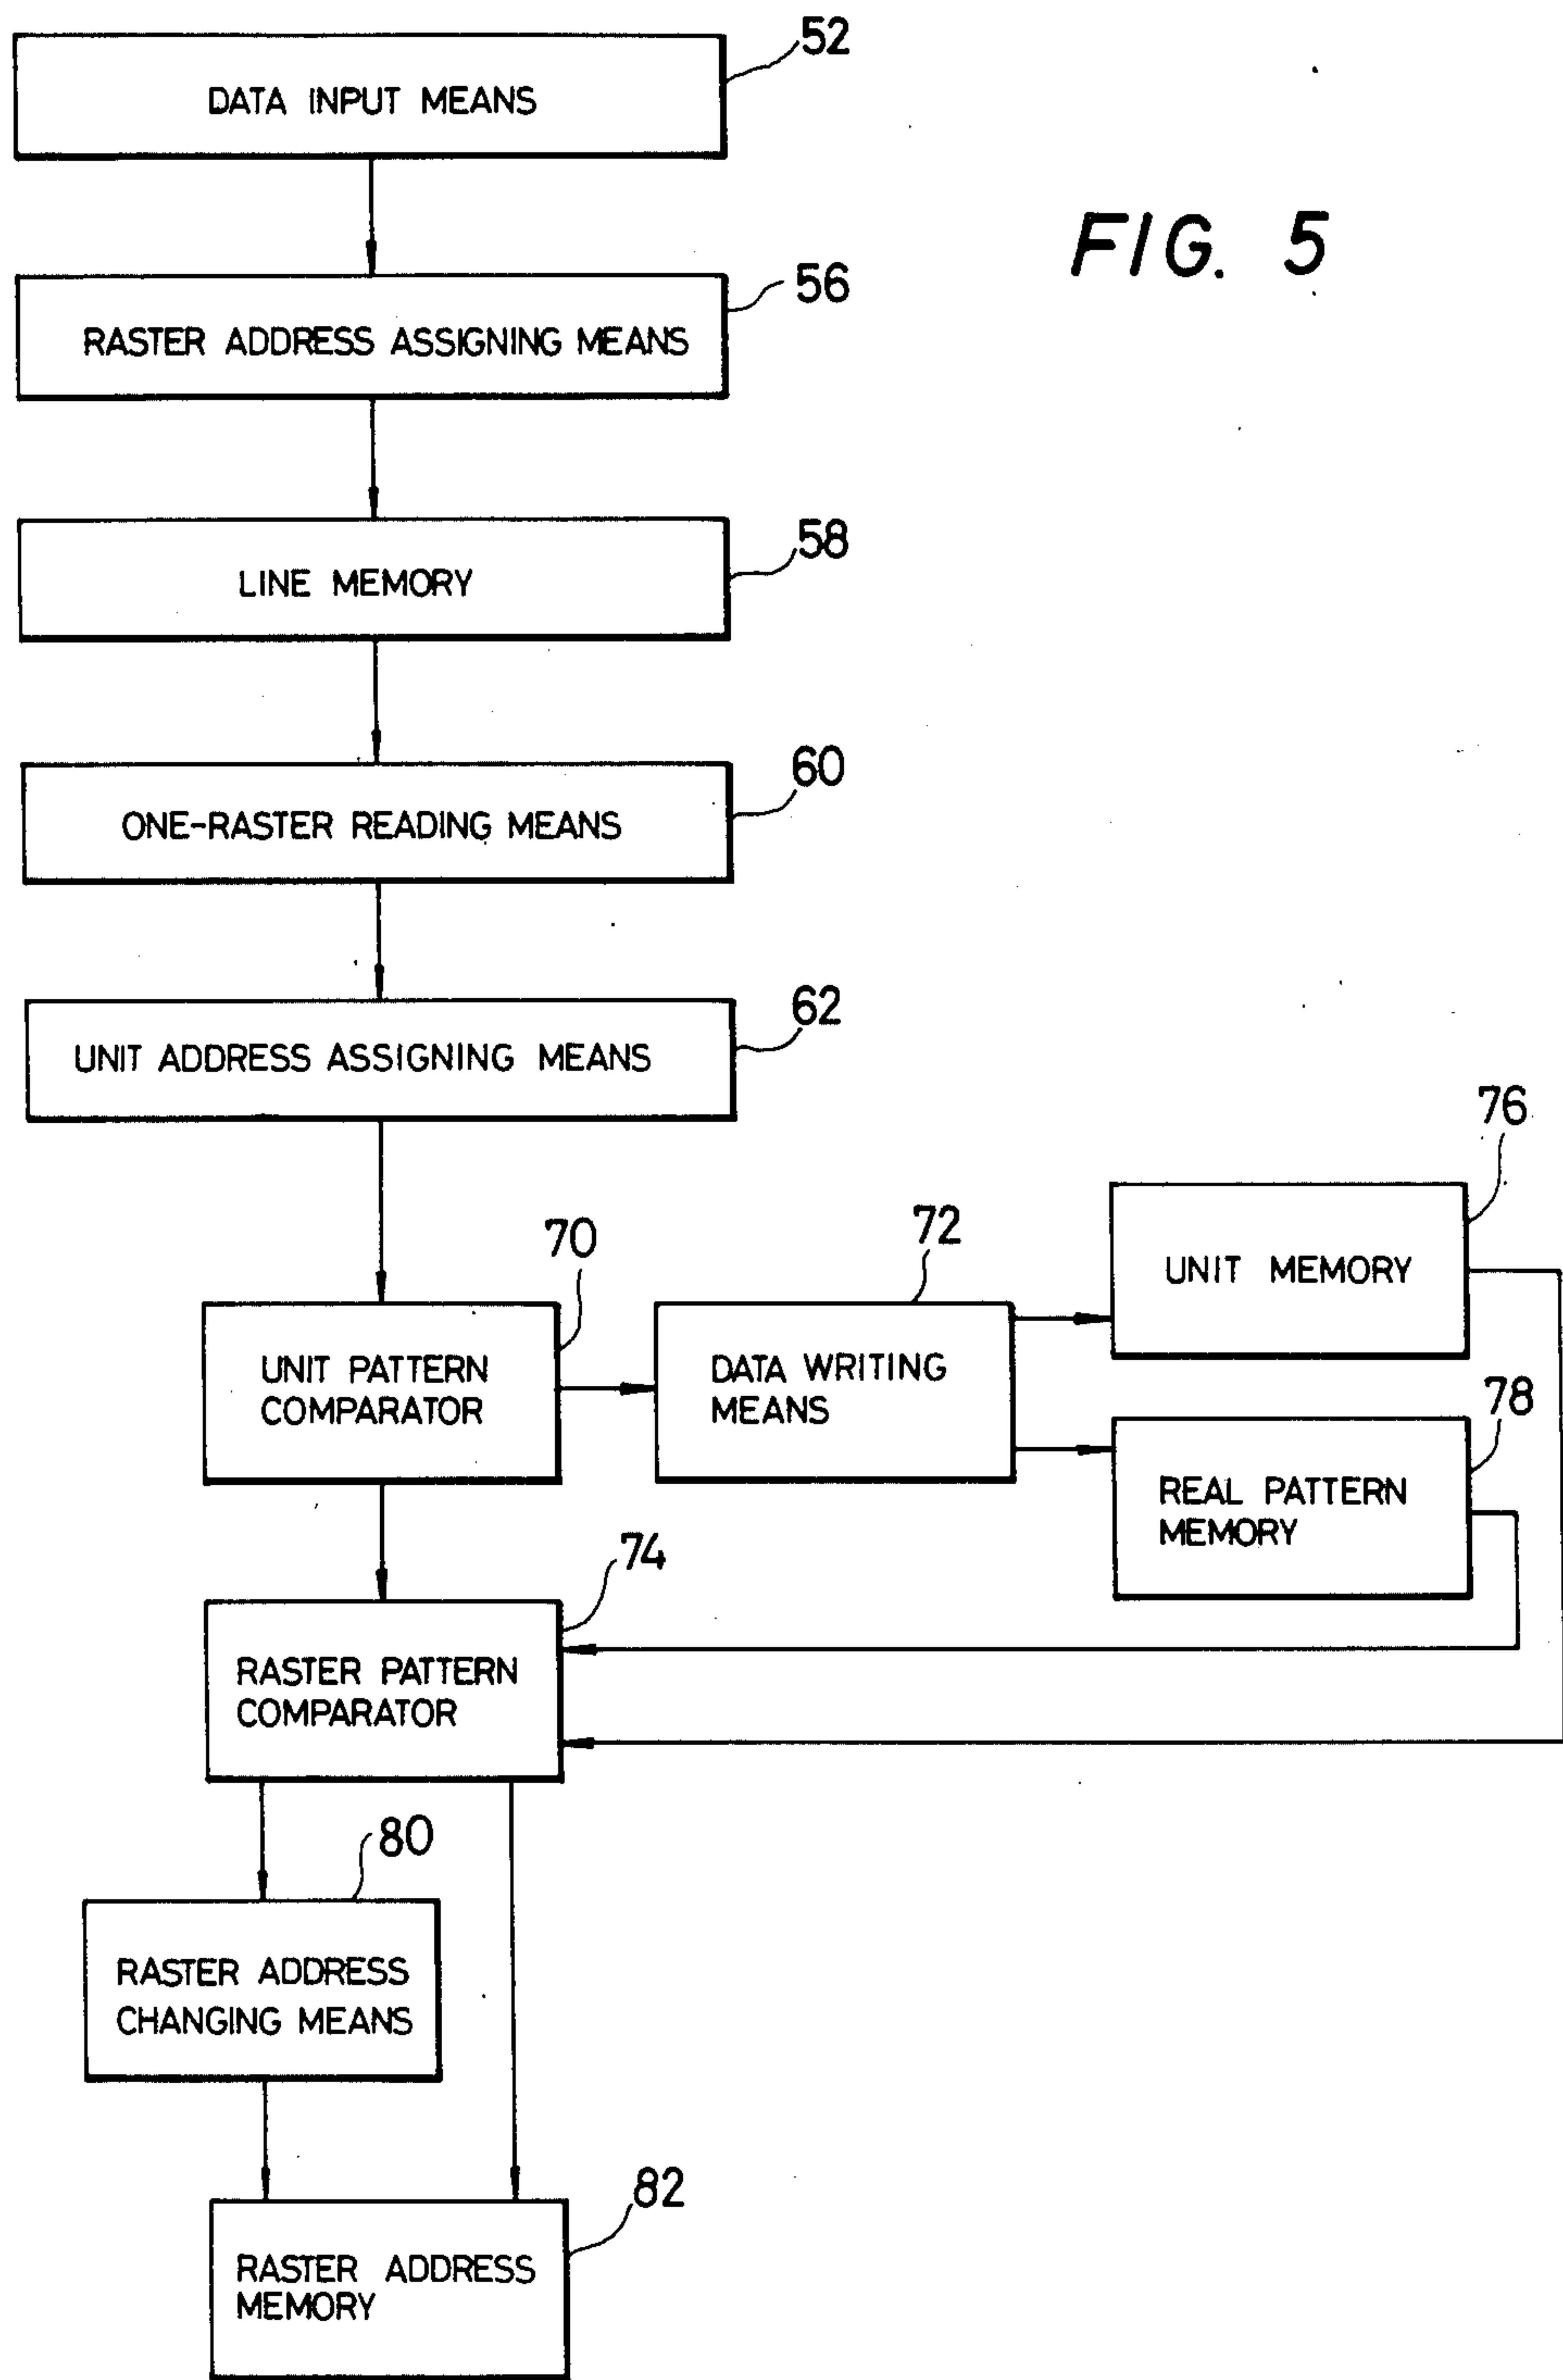 52
DATA INPUT MEANS
FIG. 5
56
RASTER ADDRESS ASSIGNING MEANS
58
LINE MEMORY
60
ONE-RASTER READING MEANS
62
UNIT ADDRESS ASSIGNING MEANS
76
UNIT MEMORY
70
72
UNIT PATTERN
COMPARATOR
DATA WRITING
MEANS
78
REAL PATTERN
MEMORY
74
RASTER PATTERN
COMPARATOR
80
RASTER ADDRESS
CHANGING MEANS
82
RASTER ADDRESS
MEMORY